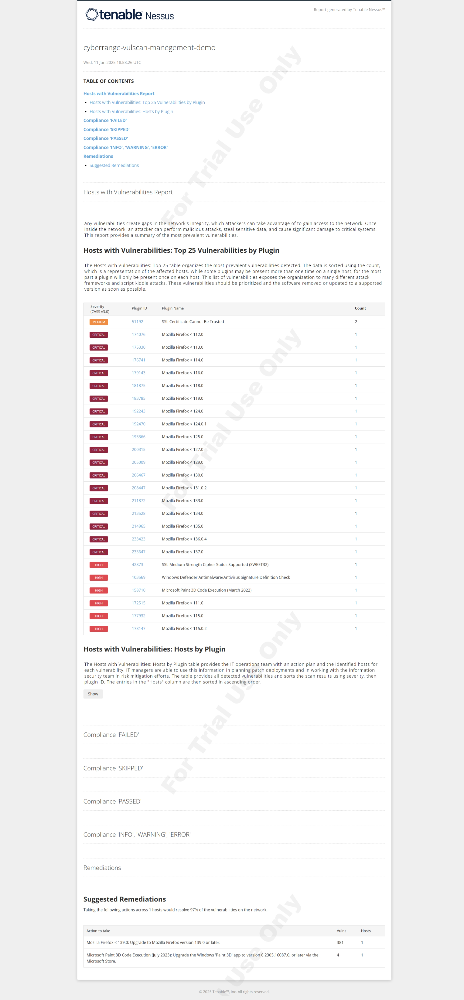 tenable Nessus
Report generated by Tenable Nessus™
cyberrange-vulscan-manegement-demo
Wed, 11 Jun 2025 18:58:26 UTC
TABLE OF CONTENTS
Hosts with Vulnerabilities Report
• Hosts with Vulnerabilities: Top 25 Vulnerabilities by Plugin
• Hosts with Vulnerabilities: Hosts by Plugin
Compliance 'FAILED'
Compliance 'SKIPPED'
Compliance 'PASSED'
Compliance 'INFO', 'WARNING', 'ERROR'
Remediations
• Suggested Remediations
For Trial Use Only
Hosts with Vulnerabilities Report
Any vulnerabilities create gaps in the network's integrity, which attackers can take advantage of to gain access to the network. Once
inside the network, an attacker can perform malicious attacks, steal sensitive data, and cause significant damage to critical systems.
This report provides a summary of the most prevalent vulnerabilities.
Hosts with Vulnerabilities: Top 25 Vulnerabilities by Plugin
The Hosts with Vulnerabilities: Top 25 table organizes the most prevalent vulnerabilities detected. The data is sorted using the count,
which is a representation of the affected hosts. While some plugins may be present more than one time on a single host, for the most
part a plugin will only be present once on each host. This list of vulnerabilities exposes the organization to many different attack
frameworks and script kiddie attacks. These vulnerabilities should be prioritized and the software removed or updated to a supported
version as soon as possible.
Severity (CVSS v3.0) Plugin ID Plugin Name Count
MEDIUM 51192 SSL Certificate Cannot Be Trusted 2
CRITICAL 174076 Mozilla Firefox < 112.0 1
CRITICAL 175330 Mozilla Firefox < 113.0 1
CRITICAL 176741 Mozilla Firefox < 114.0 1
CRITICAL 179143 Mozilla Firefox < 116.0 1
CRITICAL 181875 Mozilla Firefox < 118.0 1
CRITICAL 183785 Mozilla Firefox < 119.0 1
CRITICAL 192243 Mozilla Firefox < 124.0 1
CRITICAL 192470 Mozilla Firefox < 124.0.1 1
CRITICAL 193366 Mozilla Firefox < 125.0 1
CRITICAL 200315 Mozilla Firefox < 127.0 1
CRITICAL 205009 Mozilla Firefox < 129.0 1
CRITICAL 206467 Mozilla Firefox < 130.0 1
CRITICAL 208447 Mozilla Firefox < 131.0.2 1
CRITICAL 211872 Mozilla Firefox < 133.0 1
CRITICAL 213528 Mozilla Firefox < 134.0 1
CRITICAL 214965 Mozilla Firefox < 135.0 1
CRITICAL 233423 Mozilla Firefox < 136.0.4 1
CRITICAL 233647 Mozilla Firefox < 137.0 1
HIGH 42873 SSL Medium Strength Cipher Suites Supported (SWEET32) 1
HIGH 103569 Windows Defender Antimalware/Antivirus Signature Definition Check 1
HIGH 158710 Microsoft Paint 3D Code Execution (March 2022) 1
HIGH 172515 Mozilla Firefox < 111.0 1
HIGH 177932 Mozilla Firefox < 115.0 1
HIGH 178147 Mozilla Firefox < 115.0.2 1
For Trial Use Only
Hosts with Vulnerabilities: Hosts by Plugin
The Hosts with Vulnerabilities: Hosts by Plugin table provides the IT operations team with an action plan and the identified hosts for
each vulnerability. IT managers are able to use this information in planning patch deployments and in working with the information
security team in risk mitigation efforts. The table provides all detected vulnerabilities and sorts the scan results using severity, then
plugin ID. The entries in the "Hosts" column are then sorted in ascending order.
Show
Compliance 'FAILED'
Compliance 'SKIPPED'
For Trial Use Only
Compliance 'PASSED'
Compliance 'INFO', 'WARNING', 'ERROR'
Remediations
Suggested Remediations
Taking the following actions across 1 hosts would resolve 97% of the vulnerabilities on the network.
Action to take Vulns Hosts
Mozilla Firefox < 139.0: Upgrade to Mozilla Firefox version 139.0 or later. 381 1
Microsoft Paint 3D Code Execution (July 2023): Upgrade the Windows 'Paint 3D' app to version 6.2305.16087.0, or later via the 4 1
Microsoft Store.
Use Only
© 2025 Tenable™, Inc. All rights reserved.